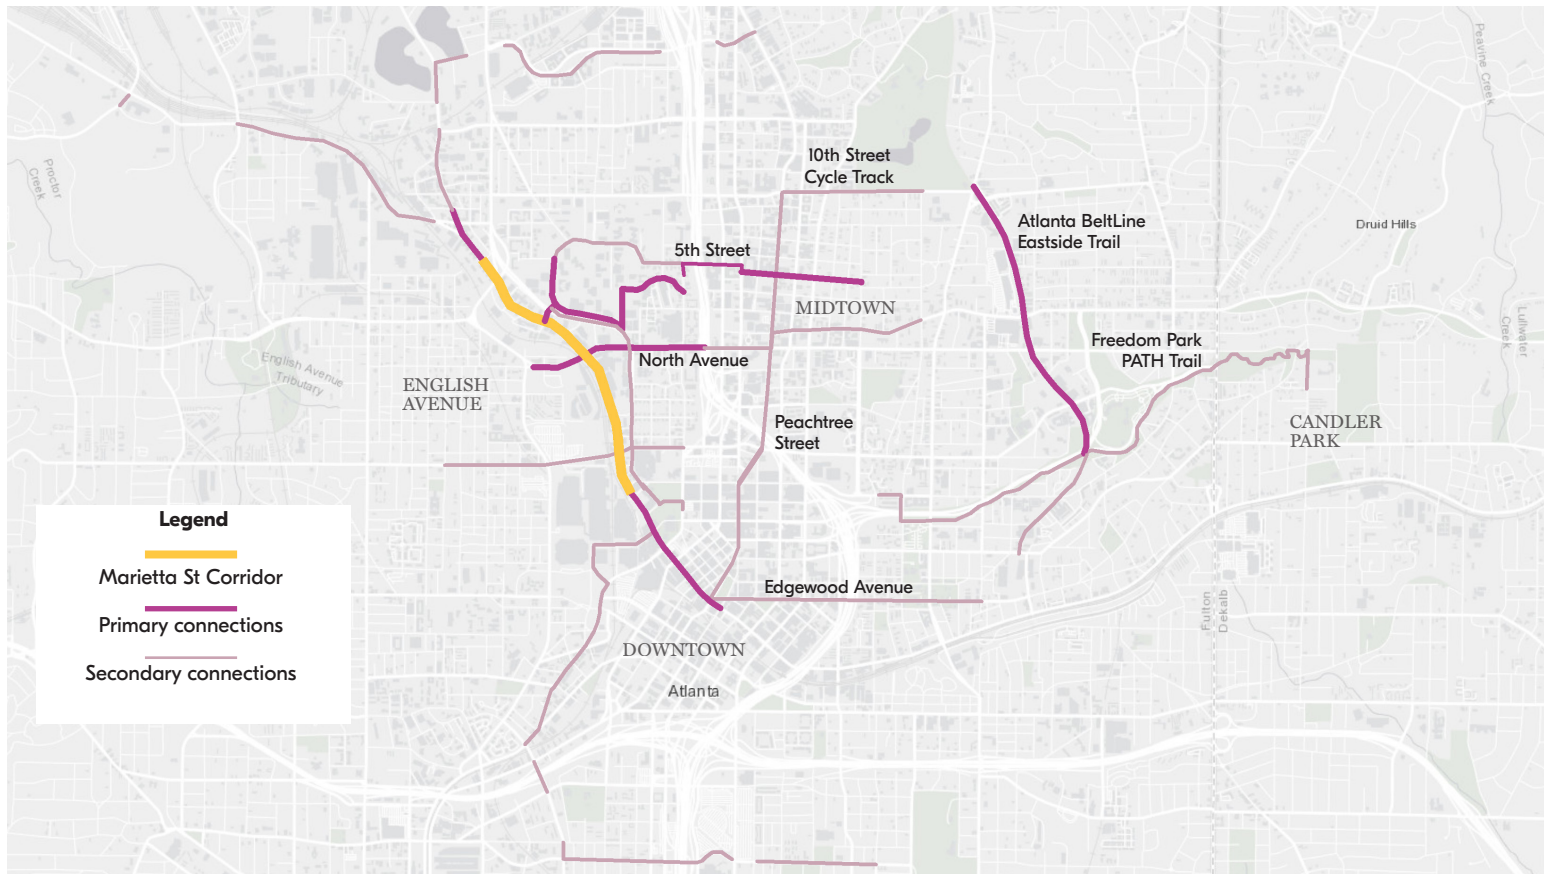 Peavine Creek
Proctor
Creek
10th Street
Cycle Track
Atlanta BeltLine
Eastside Trail
Druid Hills
5th Street
MIDTOWN
Lullwater
Creek
English Avenue
Tributary
North Avenue
Freedom Park
PATH Trail
ENGLISH
AVENUE
Peachtree
Street
CANDLER
PARK
Legend
Marietta St Corridor
Primary connections
Secondary connections
Edgewood Avenue
Fulton
Dekalb
DOWNTOWN
Atlanta